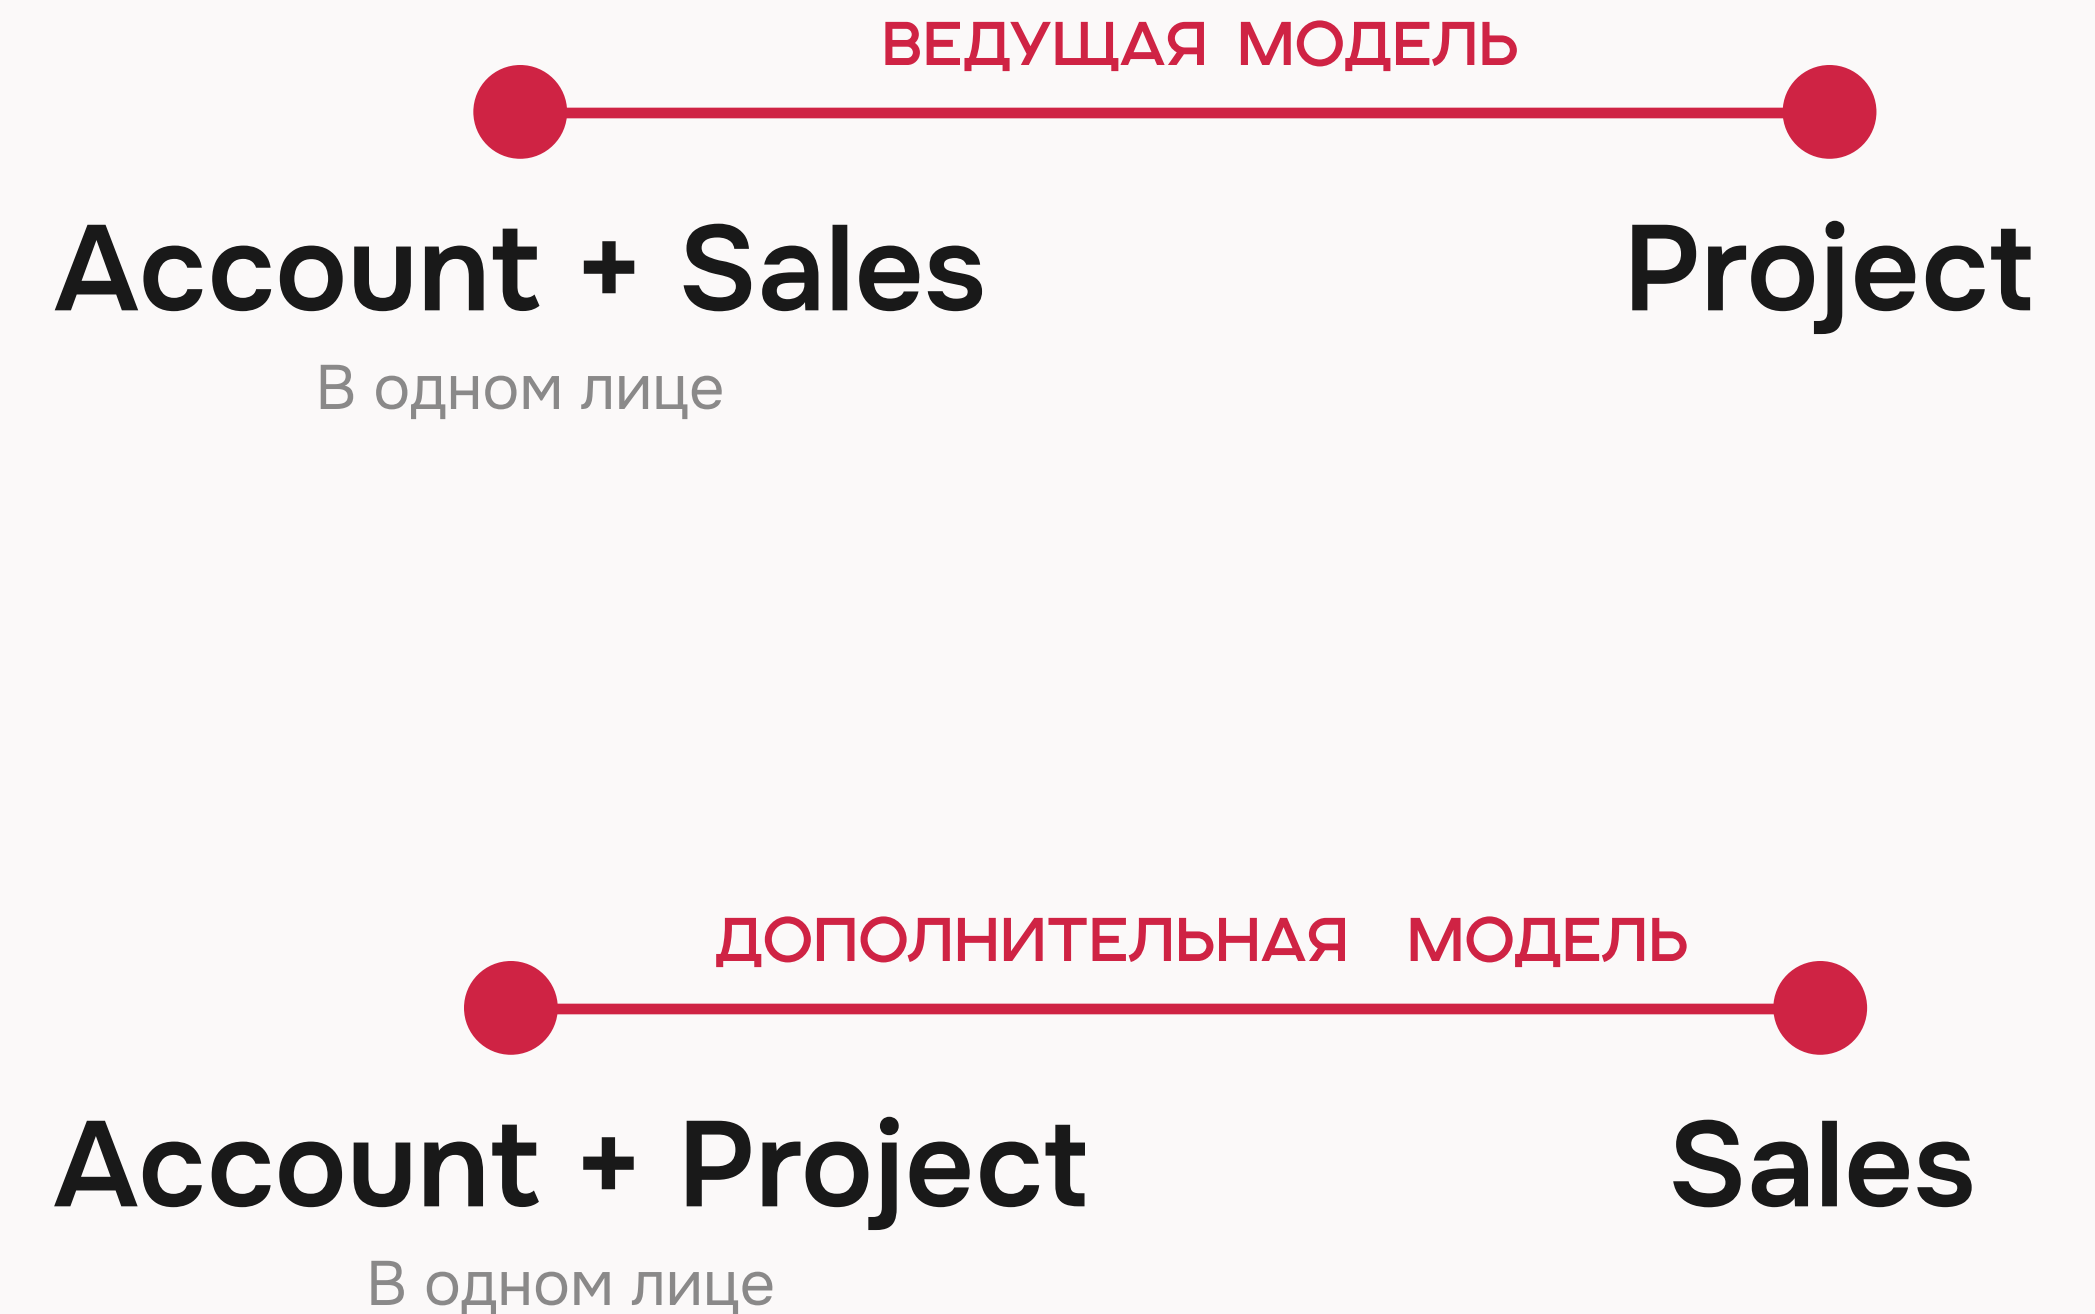 ВЕДУЩАЯ МОДЕЛЬ
Account + Sales
Project
В одном лице
ДОПОЛНИТЕЛЬНАЯ МОДЕЛЬ
Account + Project
Sales
В одном лице